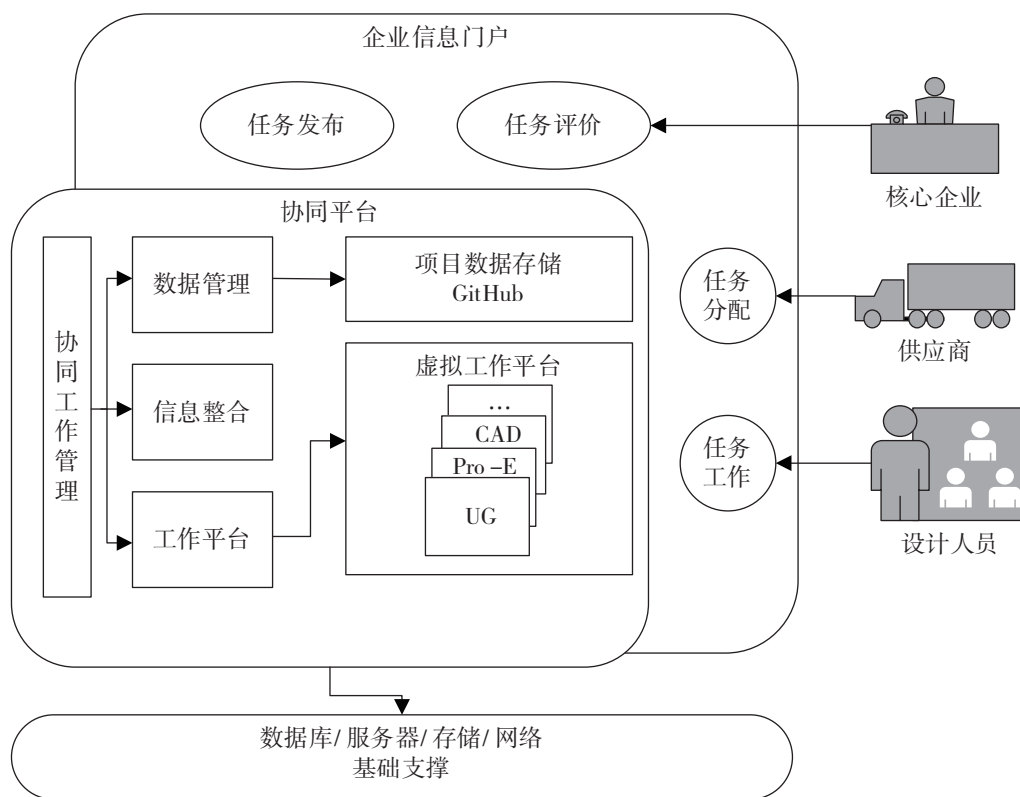 企业信息门户
任务发布
任务评价
核心企业
协同平台
协同工作管理
数据管理
项目数据存储
GitHub
任务
分配
供应商
信息整合
虚拟工作平台
…
CAD
Pro-E
UG
任务
工作
工作平台
设计人员
数据库/服务器/存储/网络
基础支撑